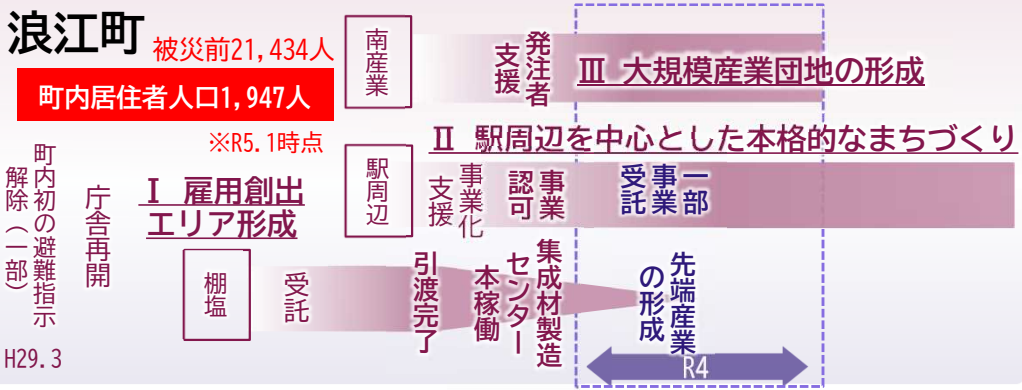 浪江町
被災前21,434人
町内居住者人口1,947人
※R5.1時点
町内初の避難指示
解除（一部）
H29.3
庁舎再開
Ⅰ 雇用創出
エリア形成
棚塩
受託
引渡完了
集成材製造
センター
本稼働
先端産業
の形成
南産業
発注者
支援
Ⅲ 大規模産業団地の形成
Ⅱ 駅周辺を中心とした本格的なまちづくり
駅周辺
事業化
支援
事業
認可
一部
事業
受託
R4